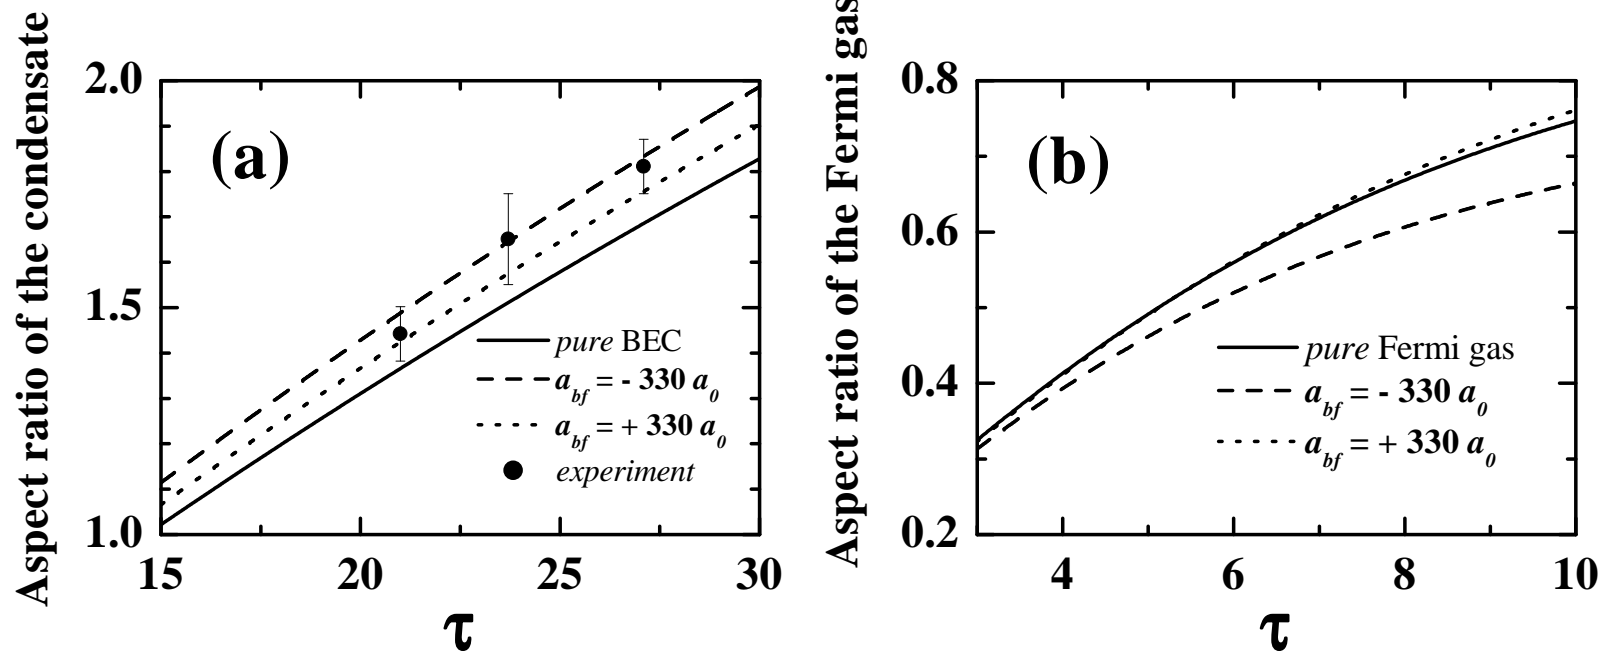 Aspect ratio of the condensate
2.0
1.5
1.0
15
20
25
30
τ
(a)
pure BEC
a_bf = - 330 a_0
a_bf = + 330 a_0
experiment
Aspect ratio of the Fermi gas
0.8
0.6
0.4
0.2
4
6
8
10
τ
(b)
pure Fermi gas
a_bf = - 330 a_0
a_bf = + 330 a_0